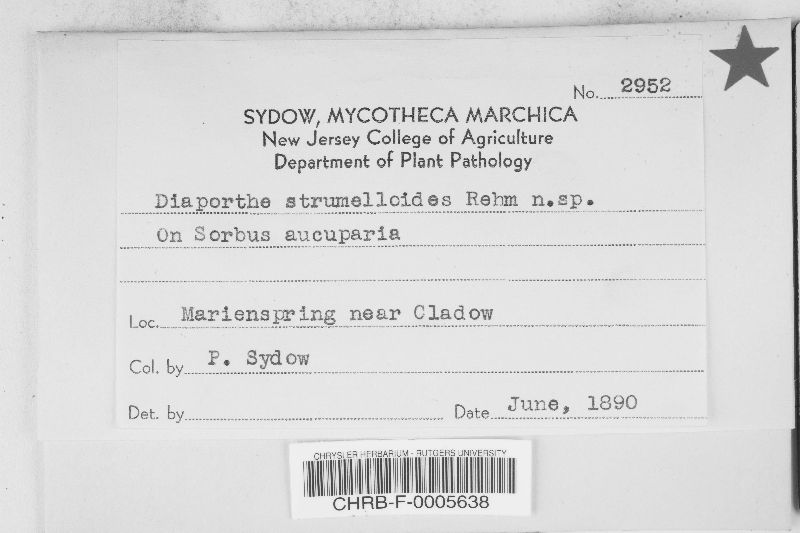 No. 2952
SYDOW, MYCOTHECA MARCHICA
New Jersey College of Agriculture
Department of Plant Pathology
Diaporthe strumelloides Rehm n.sp.
On Sorbus aucuparia
Loc. Marienspring near Cladow
Col. by P. Sydow
Det. by
Date June, 1890
CHRYSLER HERBARIUM - RUTGERS UNIVERSITY
CHRB-F-0005638